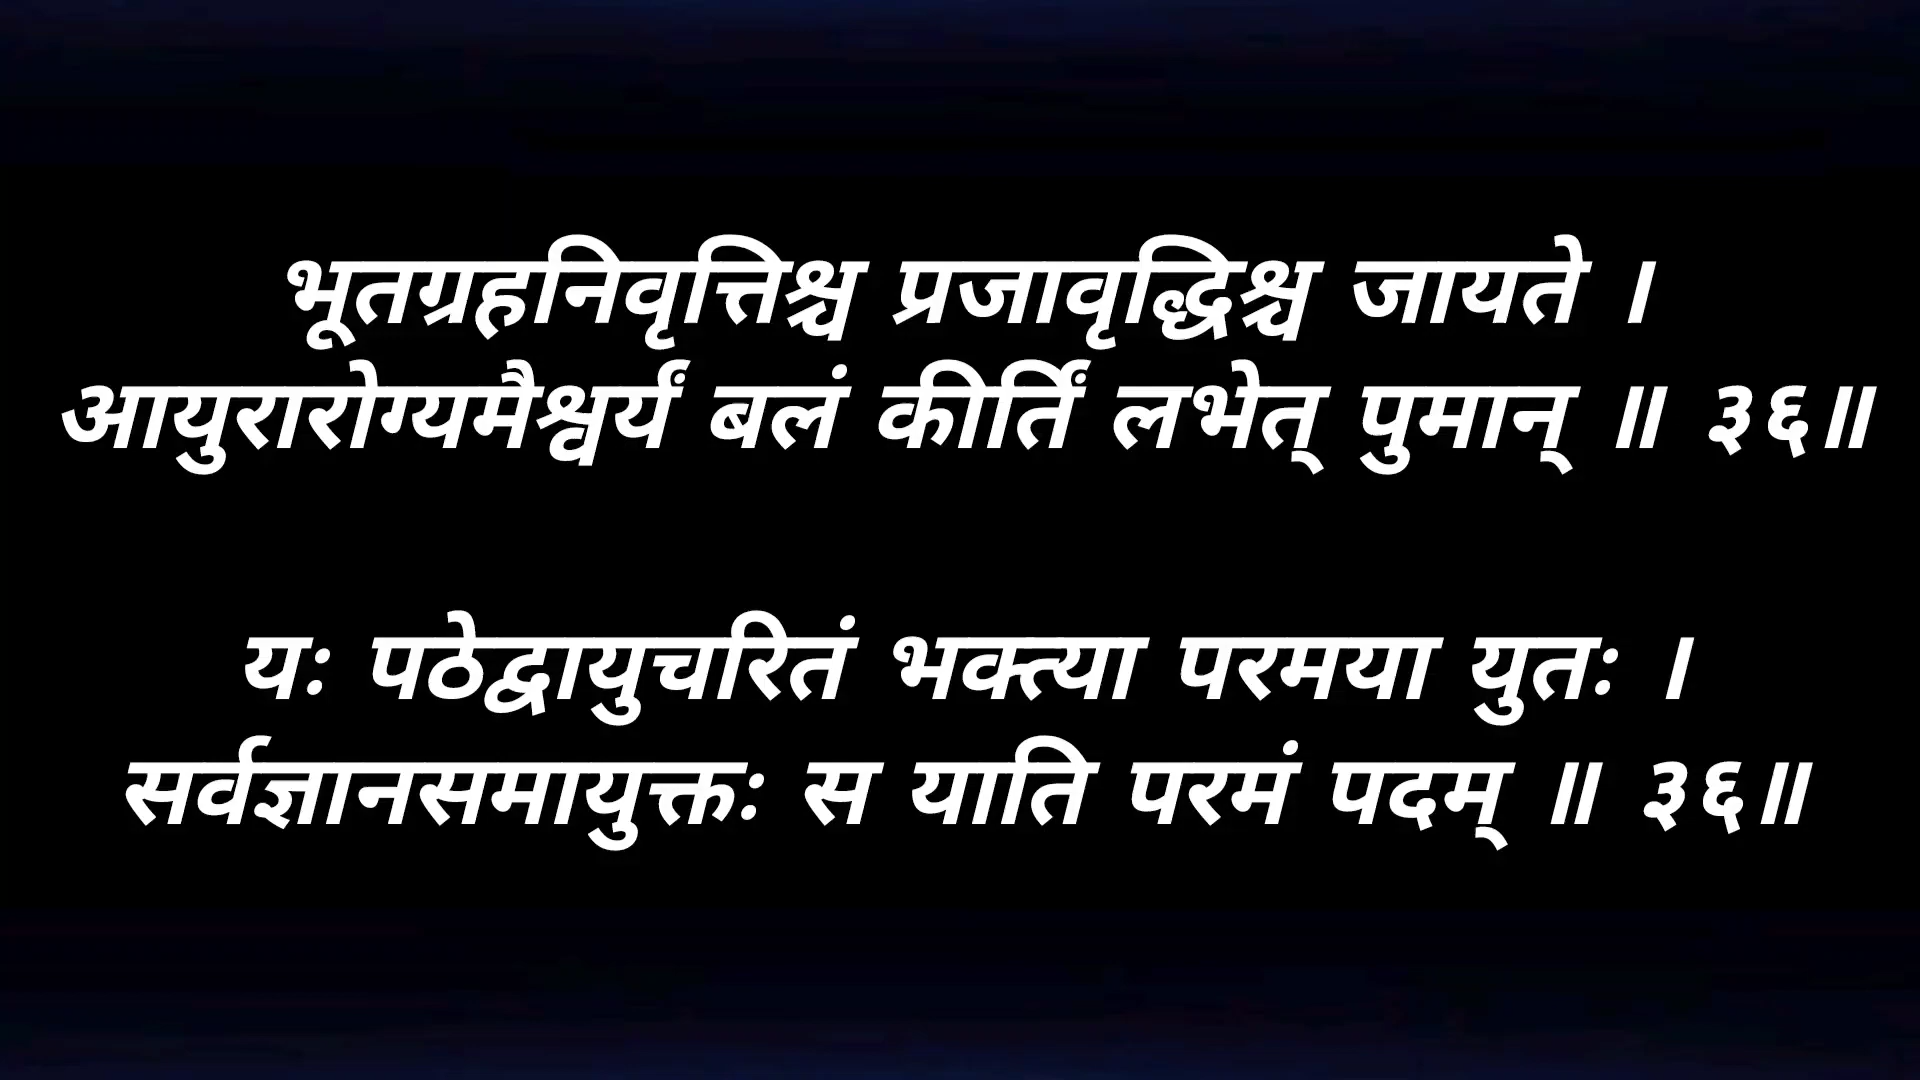 भूतग्रहनिवृत्तिश्च प्रजावृद्धिश्च जायते ।
आयुरारोग्यमैश्वर्यं बलं कीर्तिं लभेत् पुमान् ॥ ३६॥
यः पठेद्वायुचरितं भक्त्या परमया युतः ।
सर्वज्ञानसमायुक्तः स याति परमं पदम् ॥ ३६॥